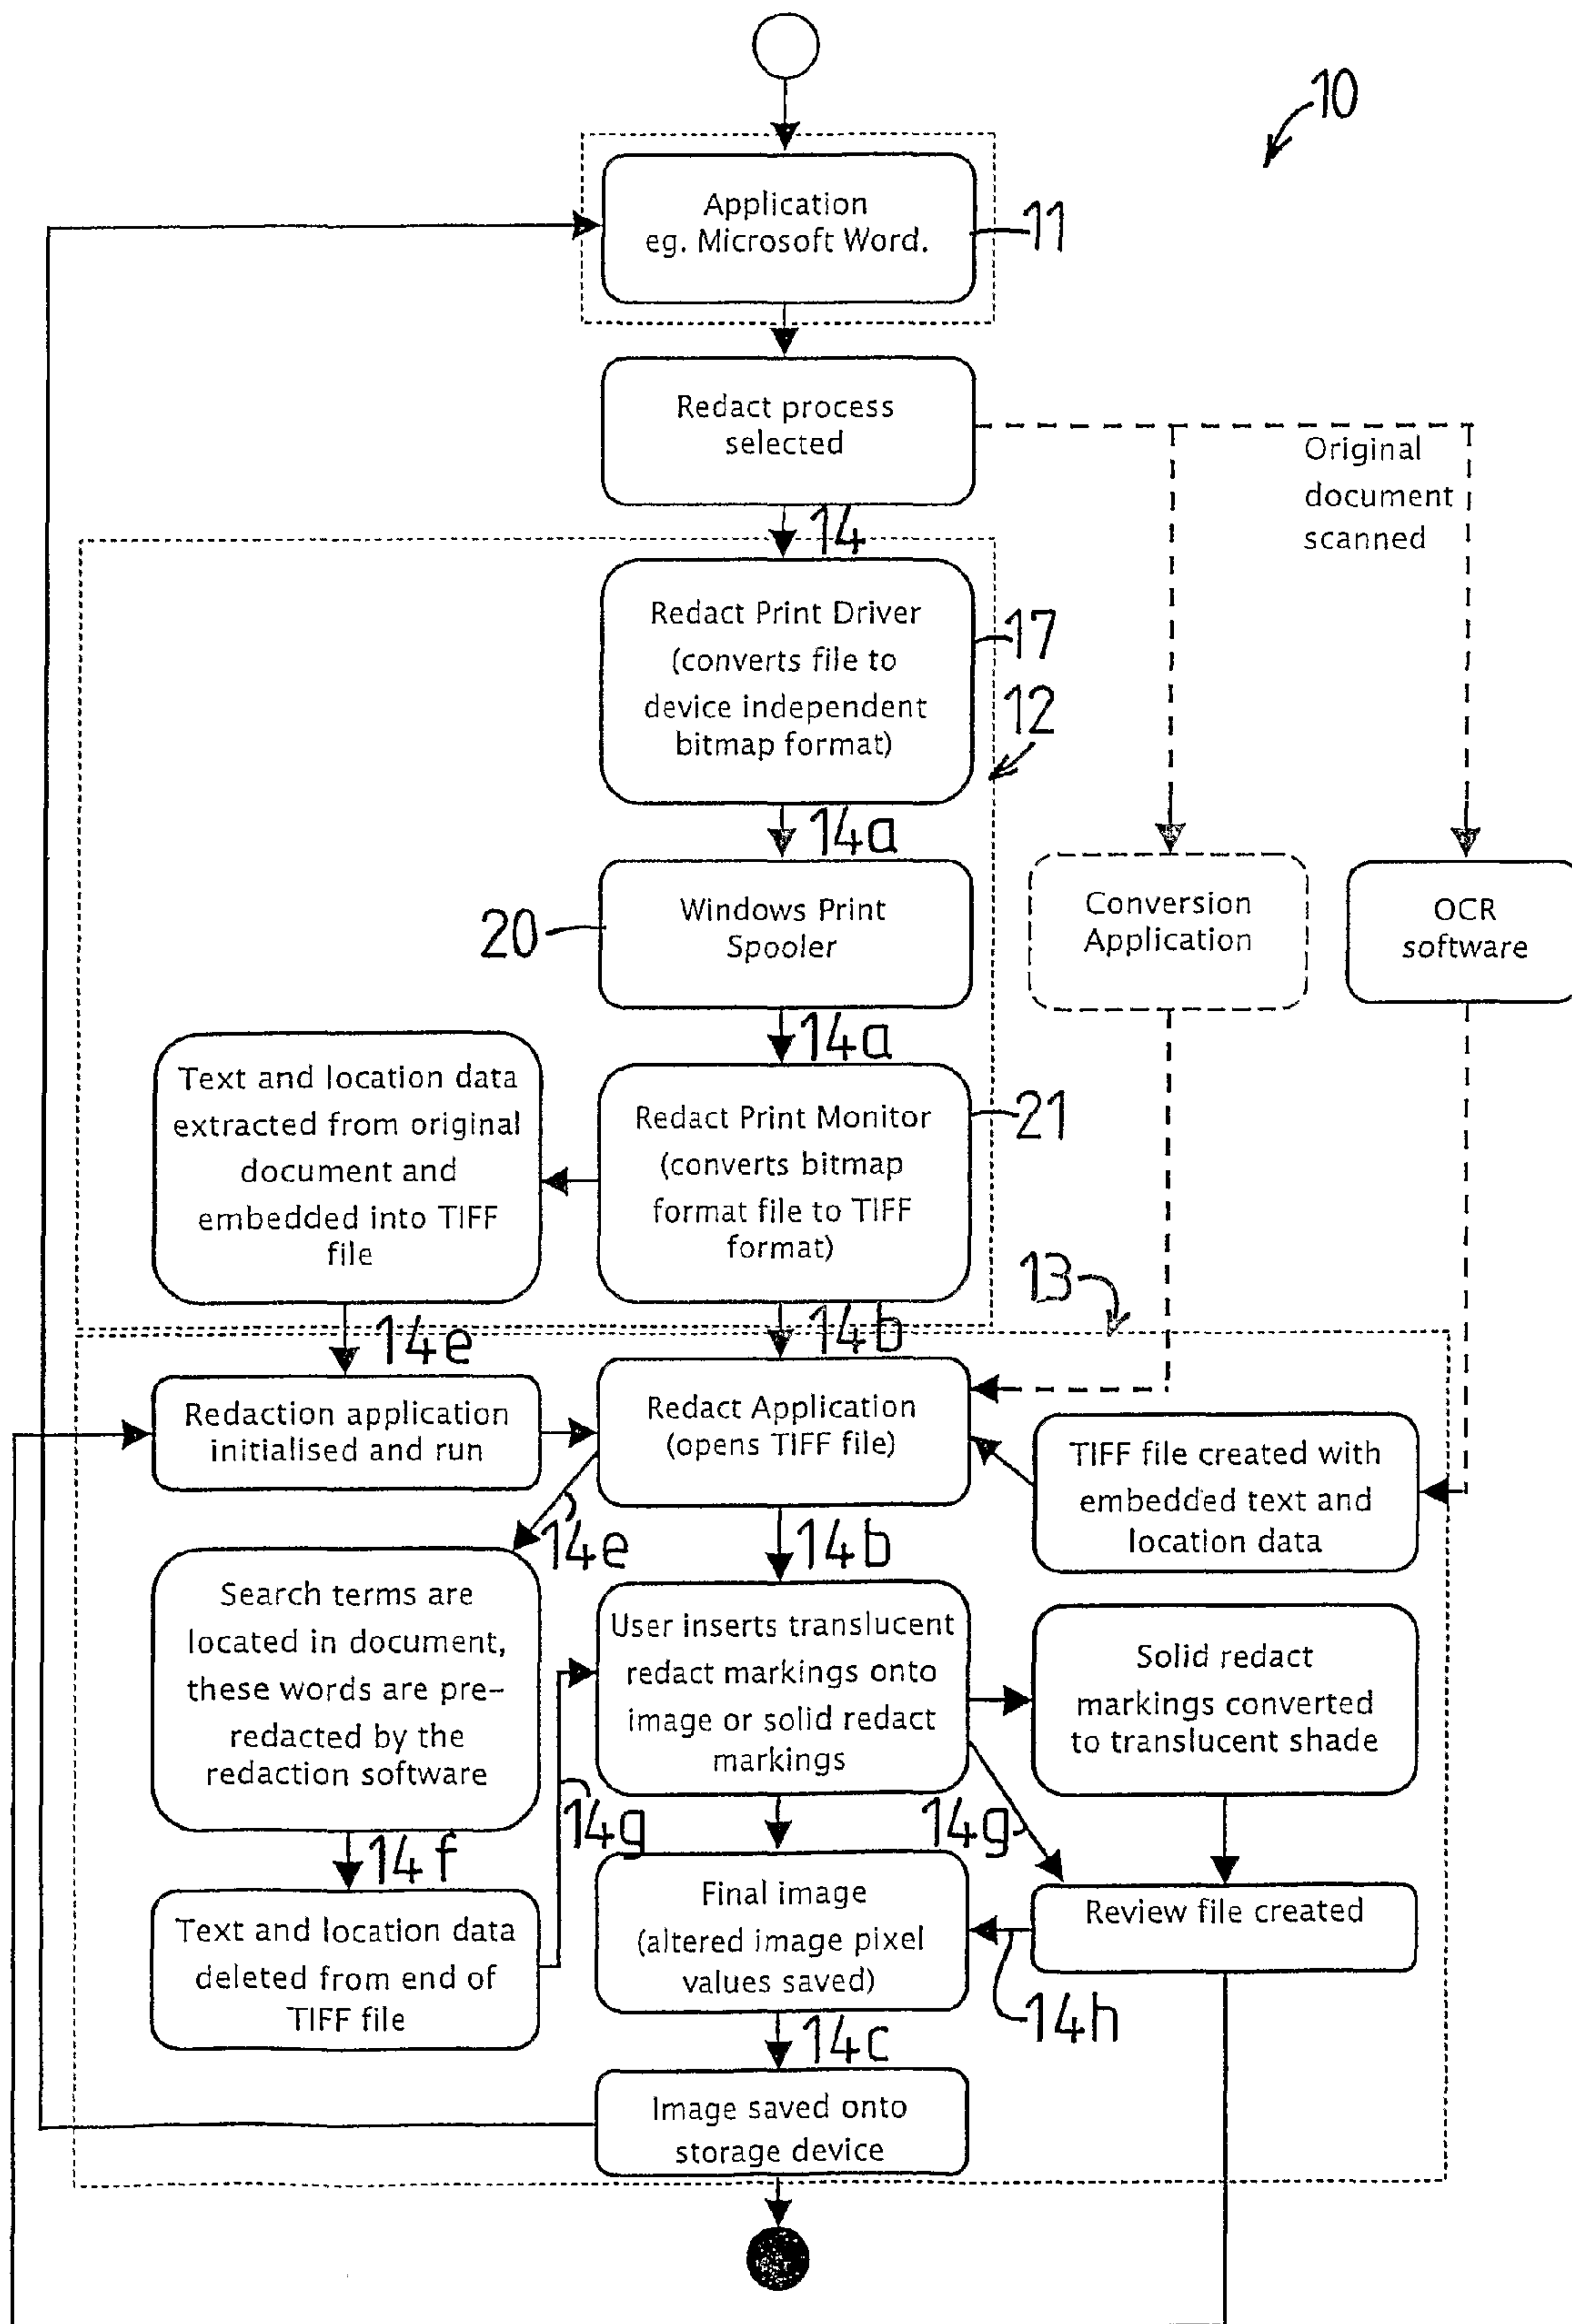 10
Application
eg. Microsoft Word.
11
Redact process
selected
Original
document
scanned
14
Redact Print Driver
(converts file to
device independent
bitmap format)
17
12
14a
Windows Print
Spooler
20
Conversion
Application
OCR
software
14a
Text and location data
extracted from original
document and
embedded into TIFF
file
Redact Print Monitor
(converts bitmap
format file to TIFF
format)
21
13
14e
14b
Redaction application
initialised and run
Redact Application
(opens TIFF file)
TIFF file created with
embedded text and
location data
14e
14b
Search terms are
located in document,
these words are pre-
redacted by the
redaction software
User inserts translucent
redact markings onto
image or solid redact
markings
Solid redact
markings converted
to translucent shade
14g
14g
14f
Text and location data
deleted from end of
TIFF file
Final image
(altered image pixel
values saved)
Review file created
14h
14c
Image saved onto
storage device